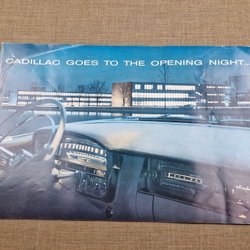 CADILLAC GOES TO THE OPENING NIGHT...